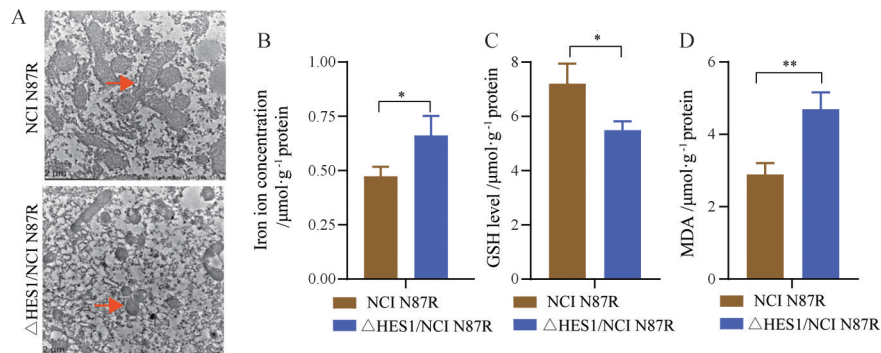 A
NCI N87R
2 μm
△HES1/NCI N87R
2 μm
B
Iron ion concentration
/μmol·g⁻¹ protein
1.00
0.75
0.50
0.25
0.00
*
NCI N87R
△HES1/NCI N87R
C
GSH level /μmol·g⁻¹ protein
8
6
4
2
0
*
NCI N87R
△HES1/NCI N87R
D
MDA /μmol·g⁻¹ protein
6
4
2
0
**
NCI N87R
△HES1/NCI N87R